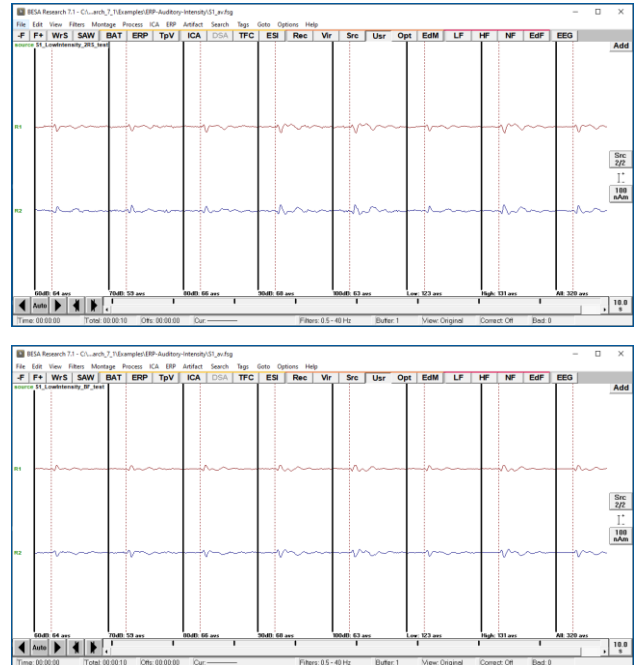 BESA Research 7.1 - C:\...arch_7_1\Examples\ERP-Auditory-Intensity\S1_av.fsg
File Edit View Filters Montage Process ICA ERP Artifact Search Tags Goto Options Help
-F F+ WrS SAW BAT ERP TpV ICA DSA TFC ESI Rec Vir Src Usr Opt EdM LF HF NF EdF EEG
source S1_LowIntensity_2RS_test Add
R1
Src 2/2
100 nAm
R2
60dB: 64 avs 70dB: 59 avs 80dB: 66 avs 90dB: 68 avs 100dB: 63 avs Low: 123 avs High: 131 avs All: 320 avs
Auto 10.0 s
Time: 00:00:00 Total: 00:00:10 Offs: 00:00:00 Cur: Filters: 0.5 - 40 Hz Buffer: 1 View: Original Correct: Off Bad: 0
BESA Research 7.1 - C:\...arch_7_1\Examples\ERP-Auditory-Intensity\S1_av.fsg
File Edit View Filters Montage Process ICA ERP Artifact Search Tags Goto Options Help
-F F+ WrS SAW BAT ERP TpV ICA DSA TFC ESI Rec Vir Src Usr Opt EdM LF HF NF EdF EEG
source S1_LowIntensity_BF_test Add
R1
Src 2/2
100 nAm
R2
60dB: 64 avs 70dB: 59 avs 80dB: 66 avs 90dB: 68 avs 100dB: 63 avs Low: 123 avs High: 131 avs All: 320 avs
Auto 10.0 s
Time: 00:00:00 Total: 00:00:10 Offs: 00:00:00 Cur: Filters: 0.5 - 40 Hz Buffer: 1 View: Original Correct: Off Bad: 0